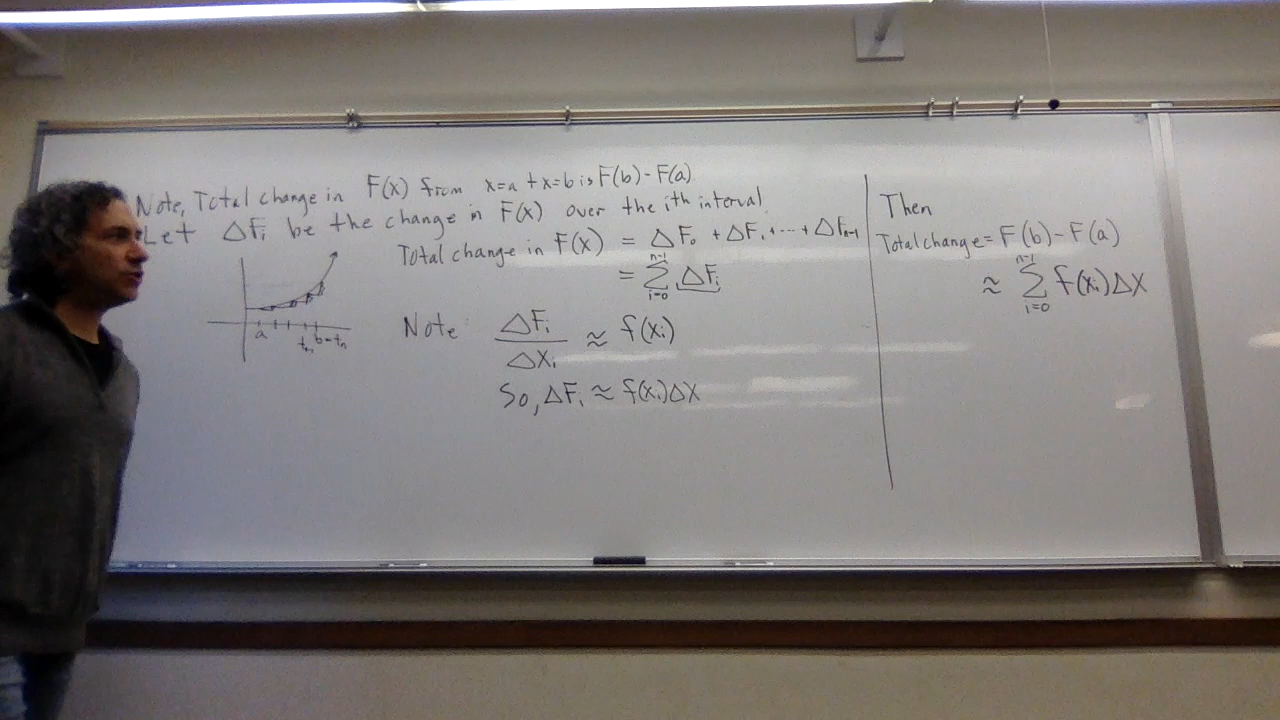 Note, Total change in F(x) from x=a to x=b is F(b)-F(a)
Let ΔFᵢ be the change in F(x) over the ith interval
Total change in F(x) = ΔF₀ + ΔF₁ + ... + ΔFₙ₋₁
= n-1 Σ i=0 ΔFᵢ
a b=tₙ
Note ΔFᵢ / ΔXᵢ ≈ f(xᵢ)
So, ΔFᵢ ≈ f(xᵢ)ΔX
Then
Total change = F(b)-F(a)
≈ n-1 Σ i=0 f(xᵢ)ΔX